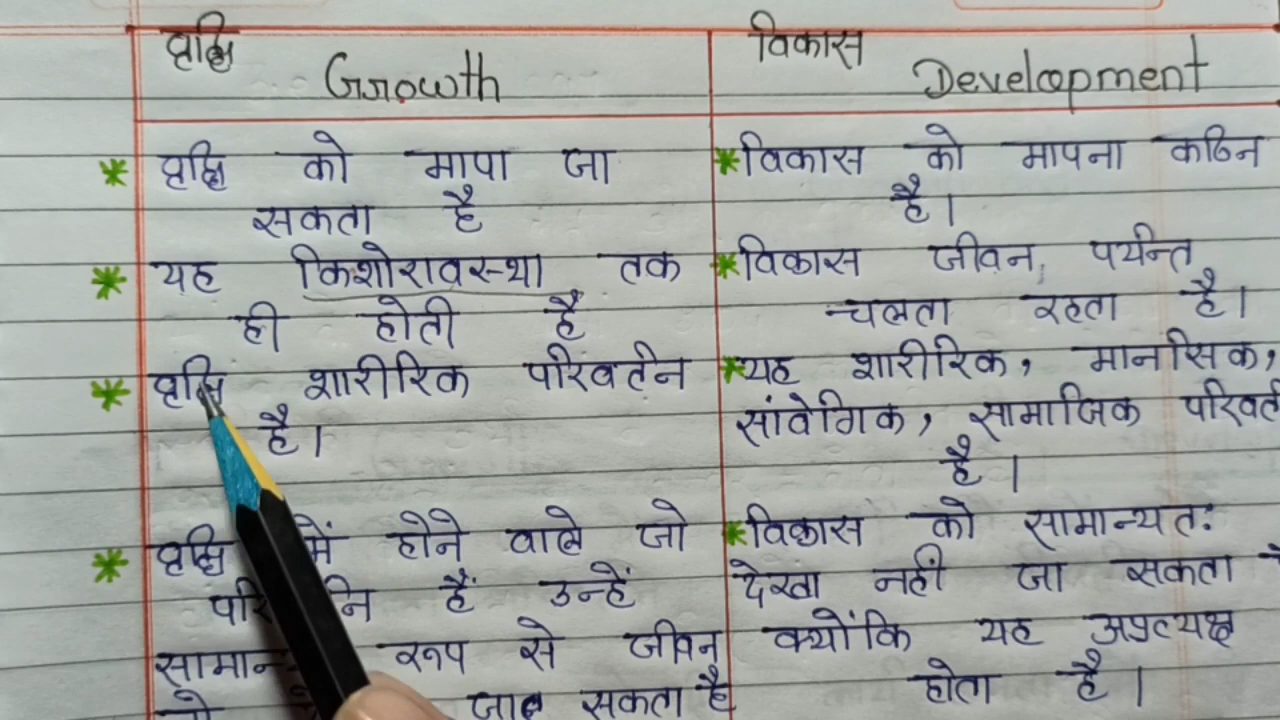 वृद्धि
Growth
वृद्धि को मापा जा
सकता है
यह किशोरावस्था तक
ही होती है
वृद्धि शारीरिक परिवर्तन
है।
वृद्धि में होने वाले जो
हैं उन्हें
रूप से जीवन
सकता है
विकास
Development
विकास को मापना कठिन
है।
विकास जीवन पर्यन्त
चलता रहता है।
यह शारीरिक, मानसिक,
सांवेगिक, सामाजिक
है।
विकास को सामान्यतः
देखा नहीं जा सकता
क्योंकि यह अप्रत्यक्ष
होता है।